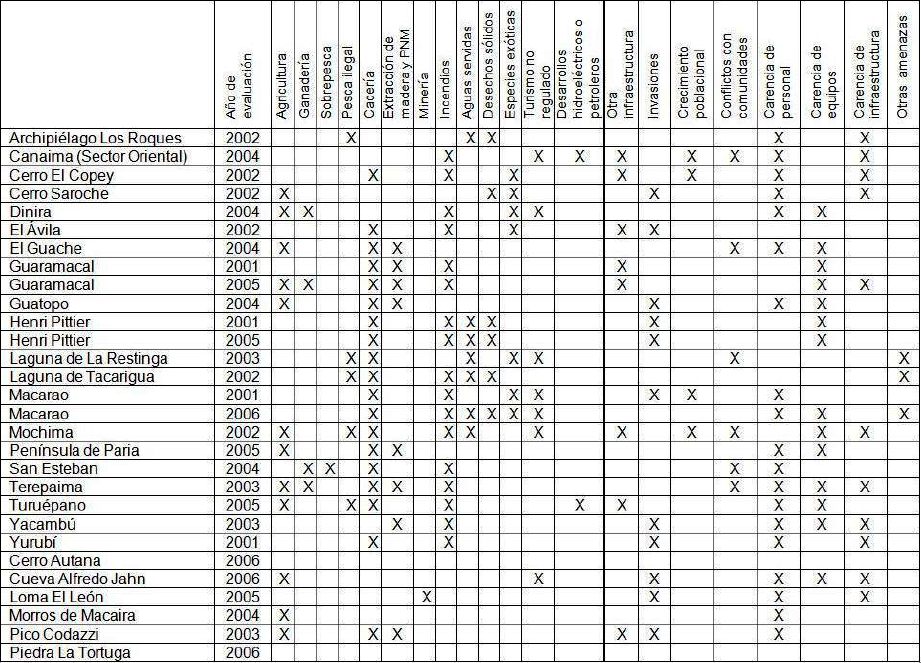 Año de evaluación Agricultura Ganadería Sobrepesca Pesca ilegal Cacería Extracción de madera y PNM Minería Incendios Aguas servidas Desechos sólidos Especies exóticas Turismo no regulado Desarrollos hidroeléctricos o petroleros Otra infraestructura Invasiones Crecimiento poblacional Conflictos con comunidades Carencia de personal Carencia de equipos Carencia de infraestructura Otras amenazas
Archipiélago Los Roques 2002 X X X X X
Canaima (Sector Oriental) 2004 X X X X X X X X
Cerro El Copey 2002 X X X X X X X
Cerro Saroche 2002 X X X X X X
Dinira 2004 X X X X X X X
El Ávila 2002 X X X X X
El Guache 2004 X X X X X X
Guaramacal 2001 X X X X X
Guaramacal 2005 X X X X X X X X
Guatopo 2004 X X X X X X
Henri Pittier 2001 X X X X X X
Henri Pittier 2005 X X X X X X
Laguna de La Restinga 2003 X X X X X X X
Laguna de Tacarigua 2002 X X X X X X
Macarao 2001 X X X X X X X
Macarao 2006 X X X X X X X X X
Mochima 2002 X X X X X X X X X X X
Península de Paria 2005 X X X X X
San Esteban 2004 X X X X X X
Terepaima 2003 X X X X X X X X X
Turuépano 2005 X X X X X X X X
Yacambú 2003 X X X X X X
Yurubí 2001 X X X X X
Cerro Autana 2006
Cueva Alfredo Jahn 2006 X X X X X X
Loma El León 2005 X X X X
Morros de Macaira 2004 X X
Pico Codazzi 2003 X X X X X X
Piedra La Tortuga 2006